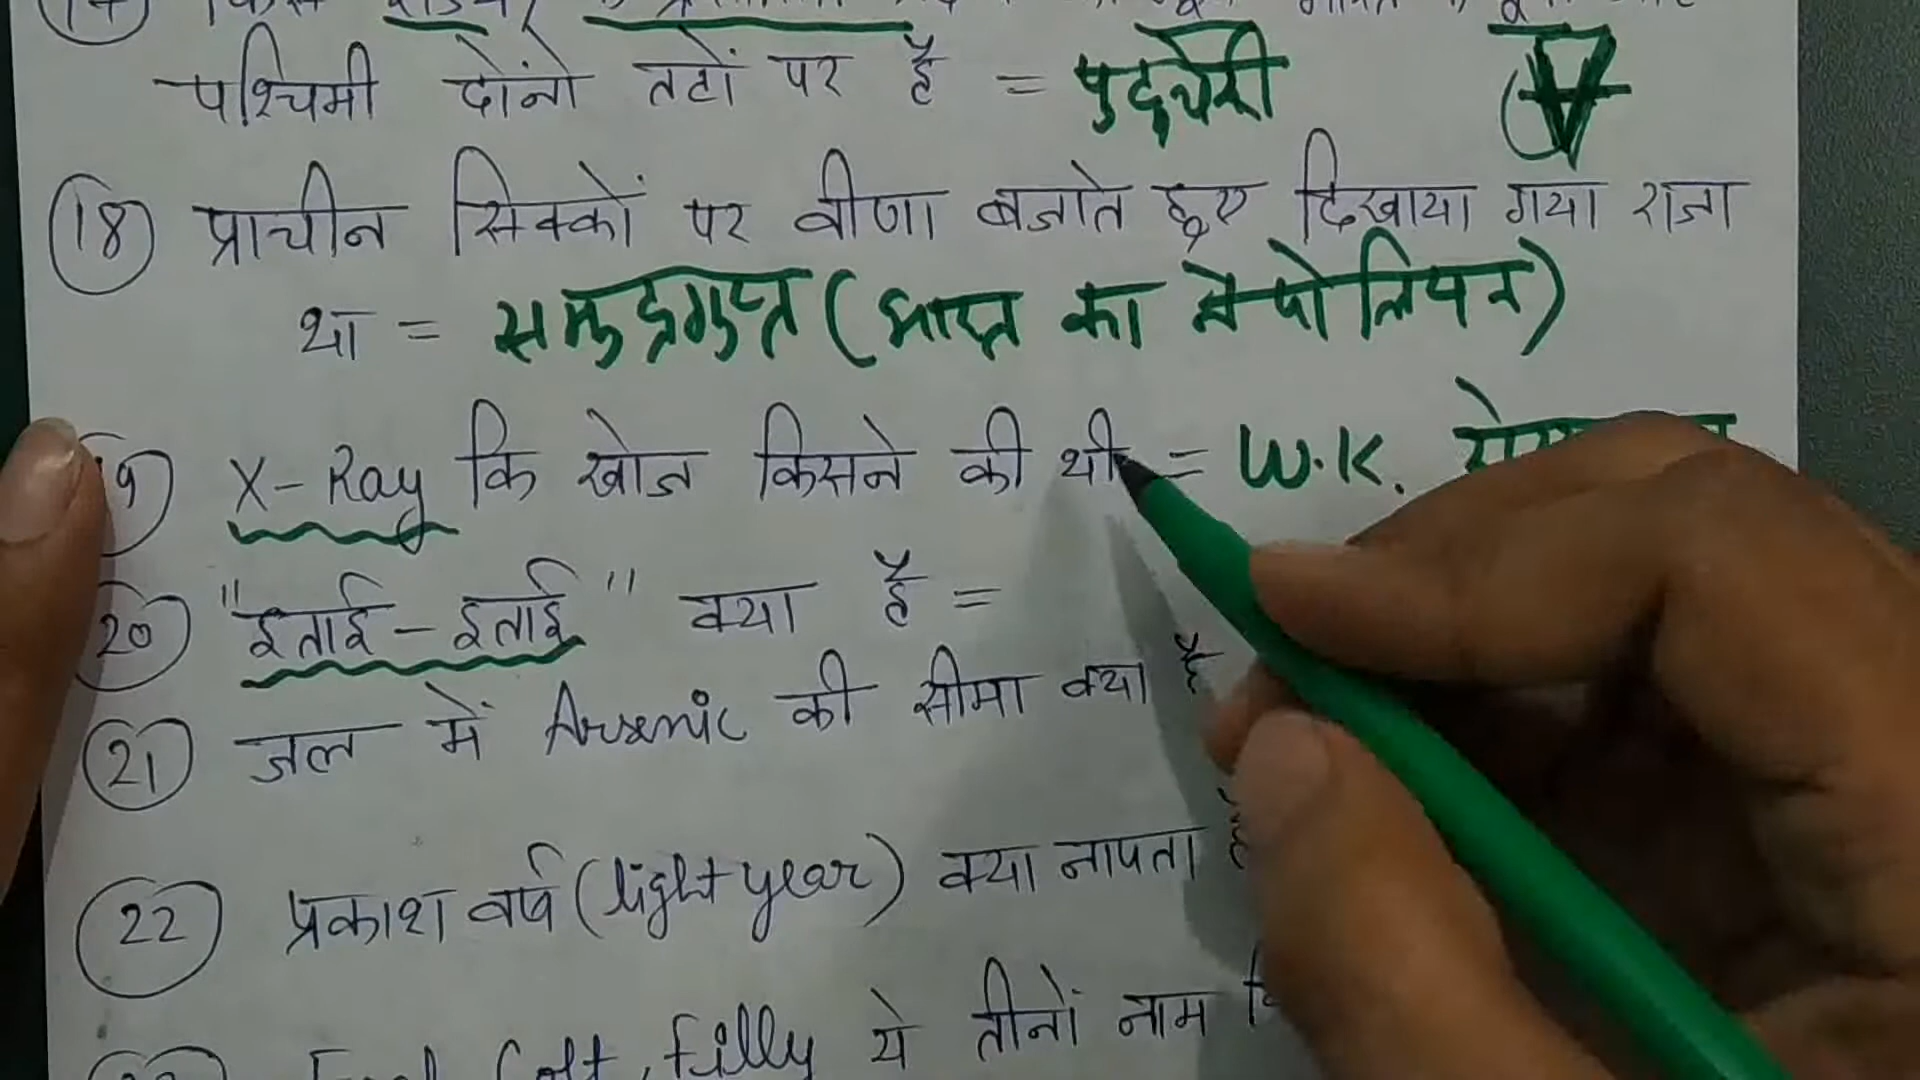 (17)
पश्चिमी दोंनो तटों पर है = पुदुचेरी
(18) प्राचीन सिक्कों पर वीणा बजाते हुए दिखाया गया राजा
था = समुद्रगुप्त (भारत का नेपोलियन)
19 X-Ray कि खोज किसने की थी = W.K.
20 "इताई-इताई" क्या है =
21 जल में Arsenic की सीमा क्या है
22 प्रकाश वर्ष (light year) क्या नापता है
Colt, filly ये तीनों नाम